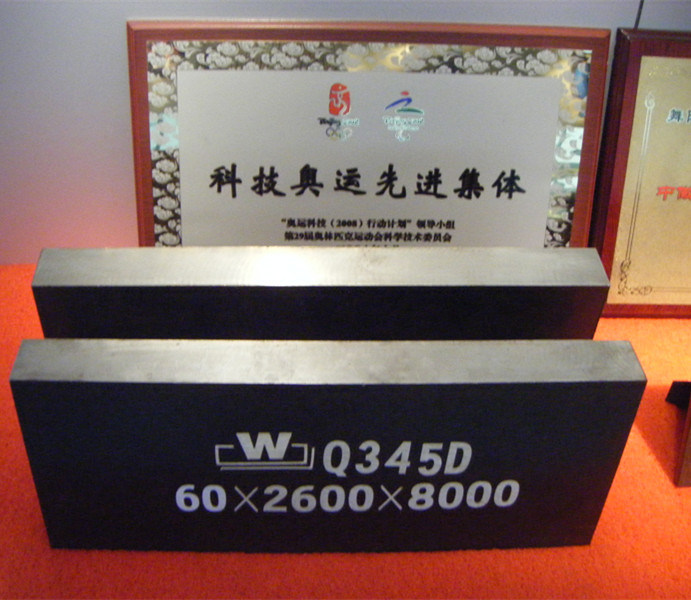 科技奥运先进集体
“奥运科技(2008)行动计划”领导小组
第29届奥林匹克运动会科学技术委员会
W Q345D
60×2600×8000